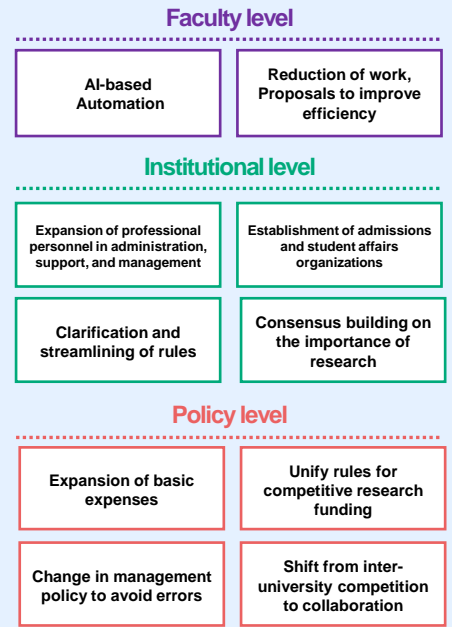 Faculty level
AI-based
Automation
Reduction of work,
Proposals to improve
efficiency
Institutional level
Expansion of professional
personnel in administration,
support, and management
Establishment of admissions
and student affairs
organizations
Clarification and
streamlining of rules
Consensus building on
the importance of
research
Policy level
Expansion of basic
expenses
Unify rules for
competitive research
funding
Change in management
policy to avoid errors
Shift from inter-
university competition
to collaboration